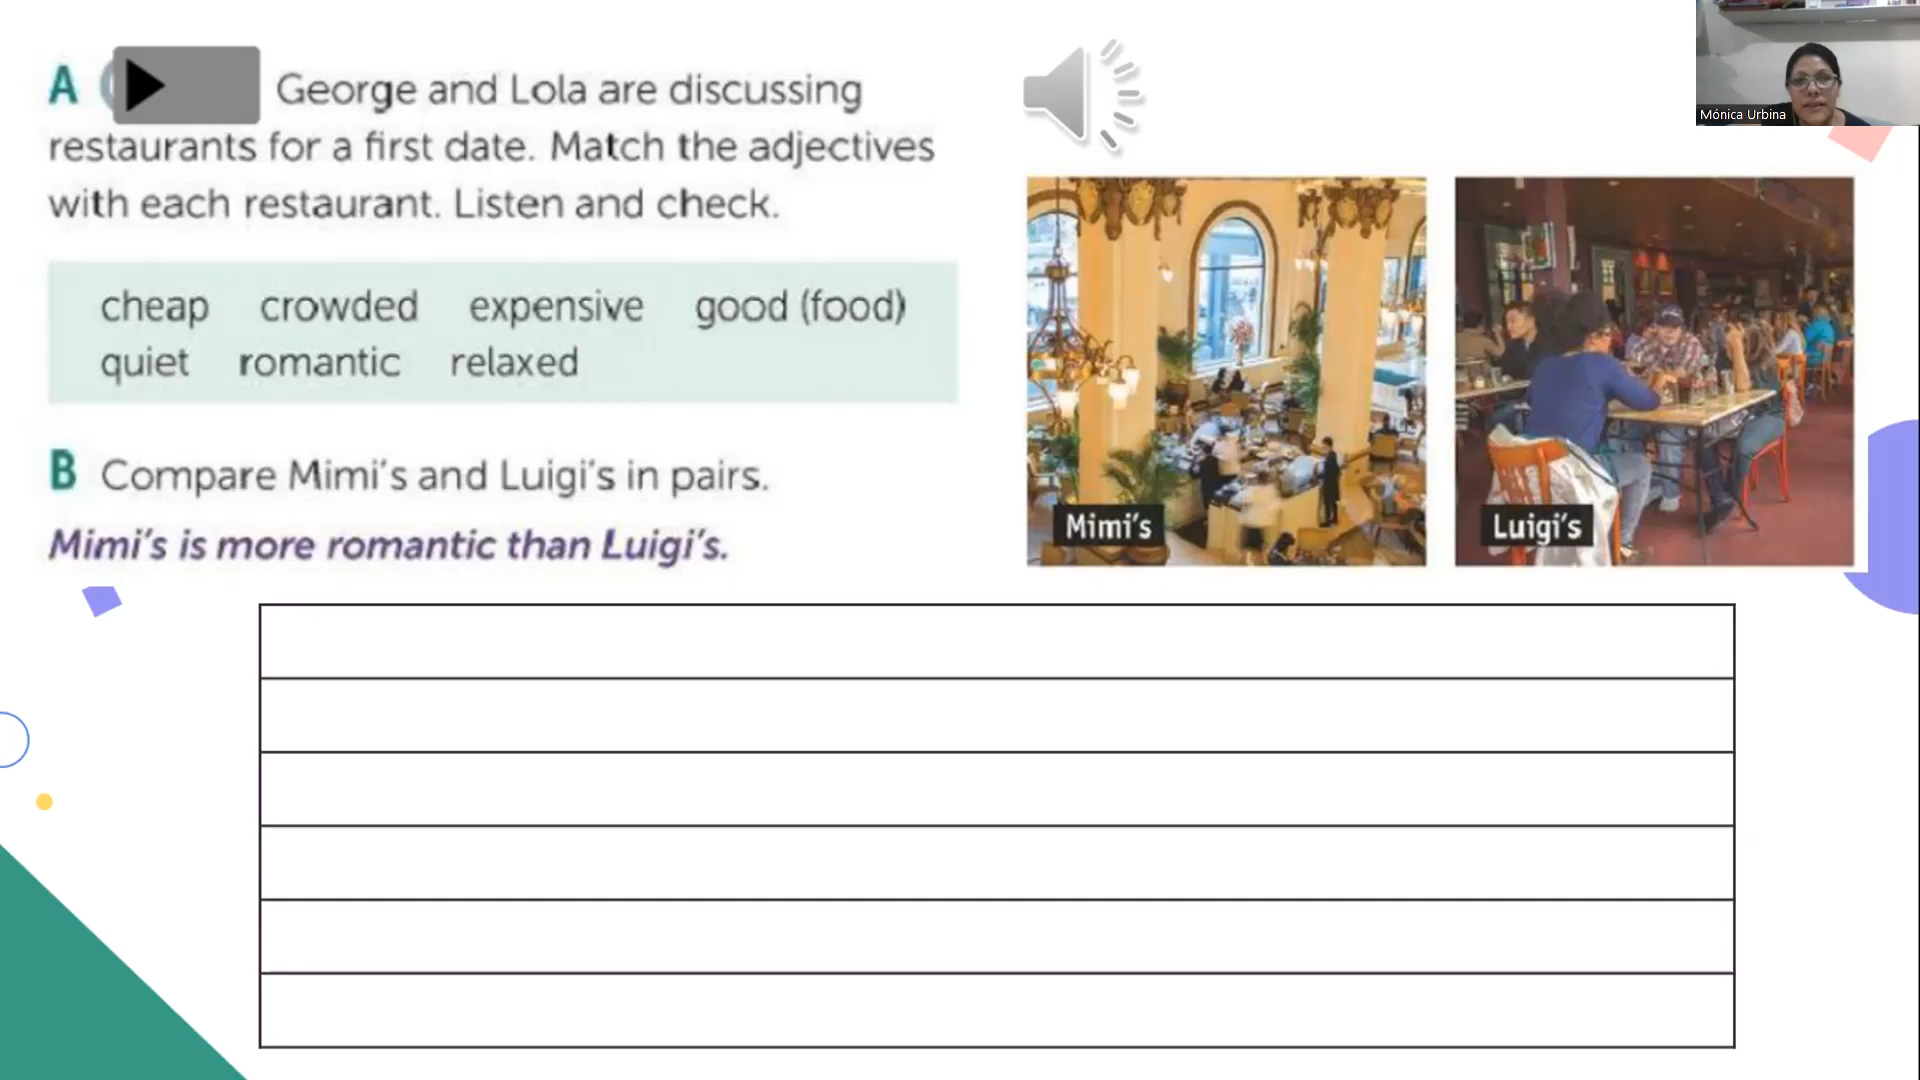 A George and Lola are discussing
restaurants for a first date. Match the adjectives
with each restaurant. Listen and check.
cheap crowded expensive good (food)
quiet romantic relaxed
B Compare Mimi's and Luigi's in pairs.
Mimi's is more romantic than Luigi's.
Mimi's
Luigi's
Mónica Urbina